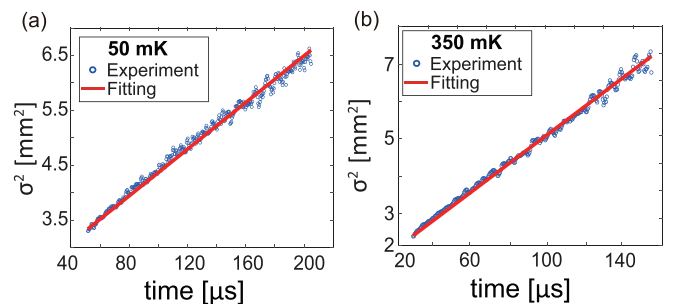 (a)
50 mK
Experiment
Fitting
6.5
5.5
4.5
3.5
σ² [mm²]
40 80 120 160 200
time [μs]
(b)
350 mK
Experiment
Fitting
7
5
3
2
σ² [mm²]
20 60 100 140
time [μs]